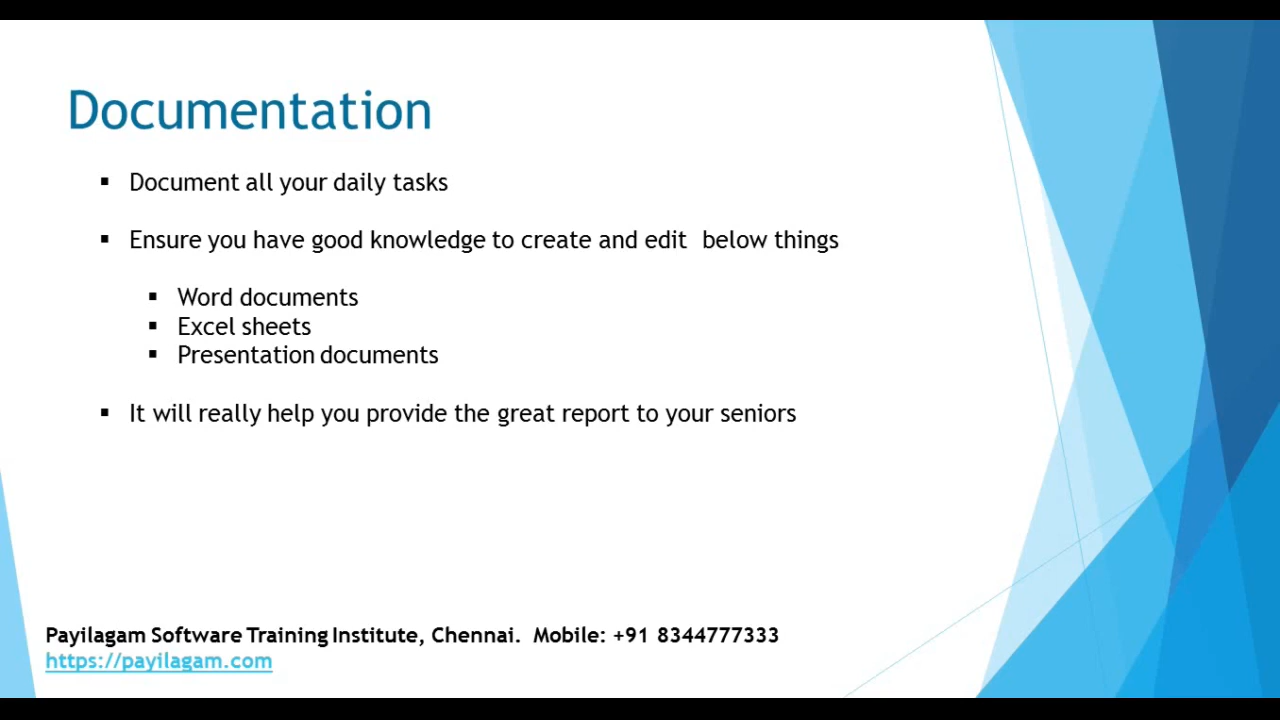 Documentation
▪ Document all your daily tasks
▪ Ensure you have good knowledge to create and edit  below things
▪ Word documents
▪ Excel sheets
▪ Presentation documents
▪ It will really help you provide the great report to your seniors
Payilagam Software Training Institute, Chennai.  Mobile: +91 8344777333
https://payilagam.com